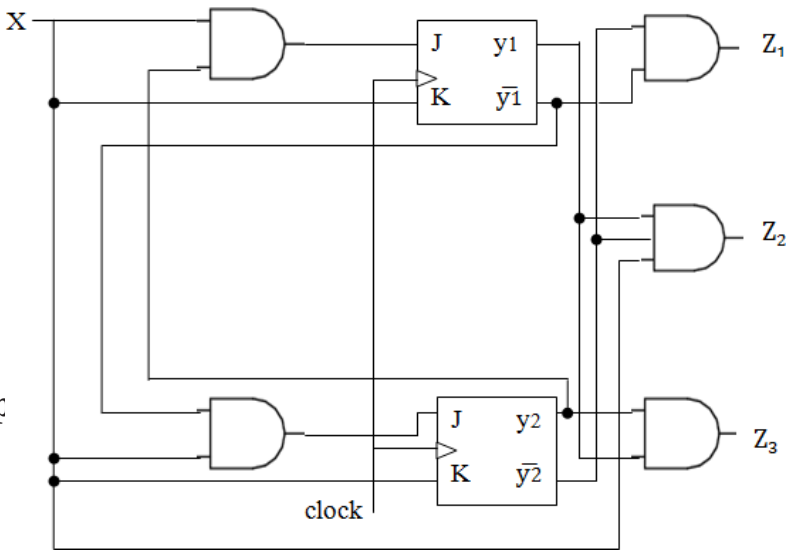 X
J y1
K y̅1̅
Z₁
Z₂
J y2
K y̅2̅
Z₃
clock